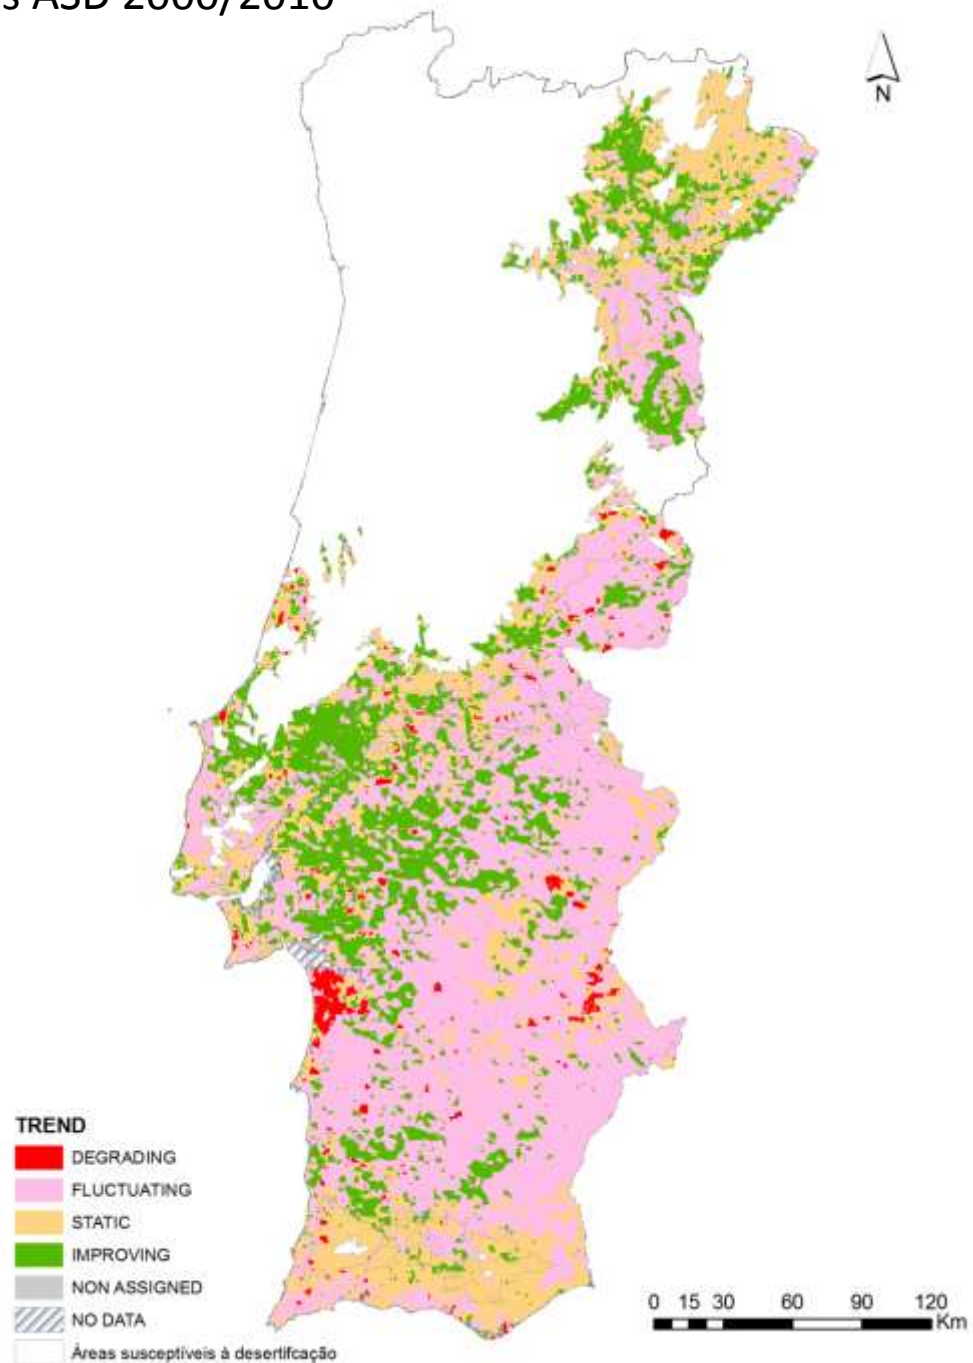 s ASD 2000/2010
N
TREND
DEGRADING
FLUCTUATING
STATIC
IMPROVING
NON ASSIGNED
NO DATA
Áreas susceptíveis à desertifcação
0 15 30 60 90 120
Km